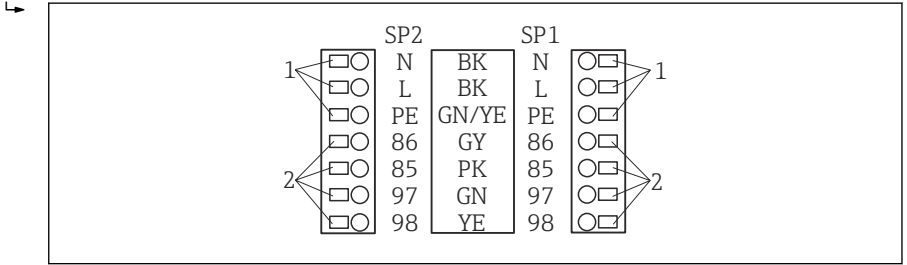 SP2 SP1
N BK N
1 1
L BK L
PE GN/YE PE
86 GY 86
85 PK 85
2 2
97 GN 97
98 YE 98